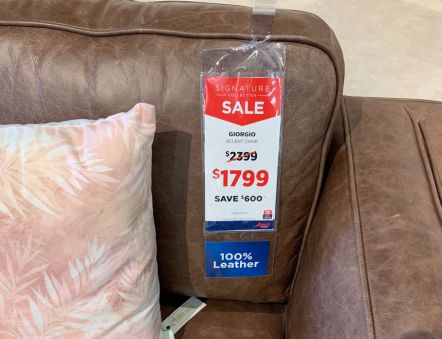 SIGNATURE
COLLECTION
SALE
GIORGIO
ACCENT CHAIR
$2399
$1799
SAVE $600
100%
Leather